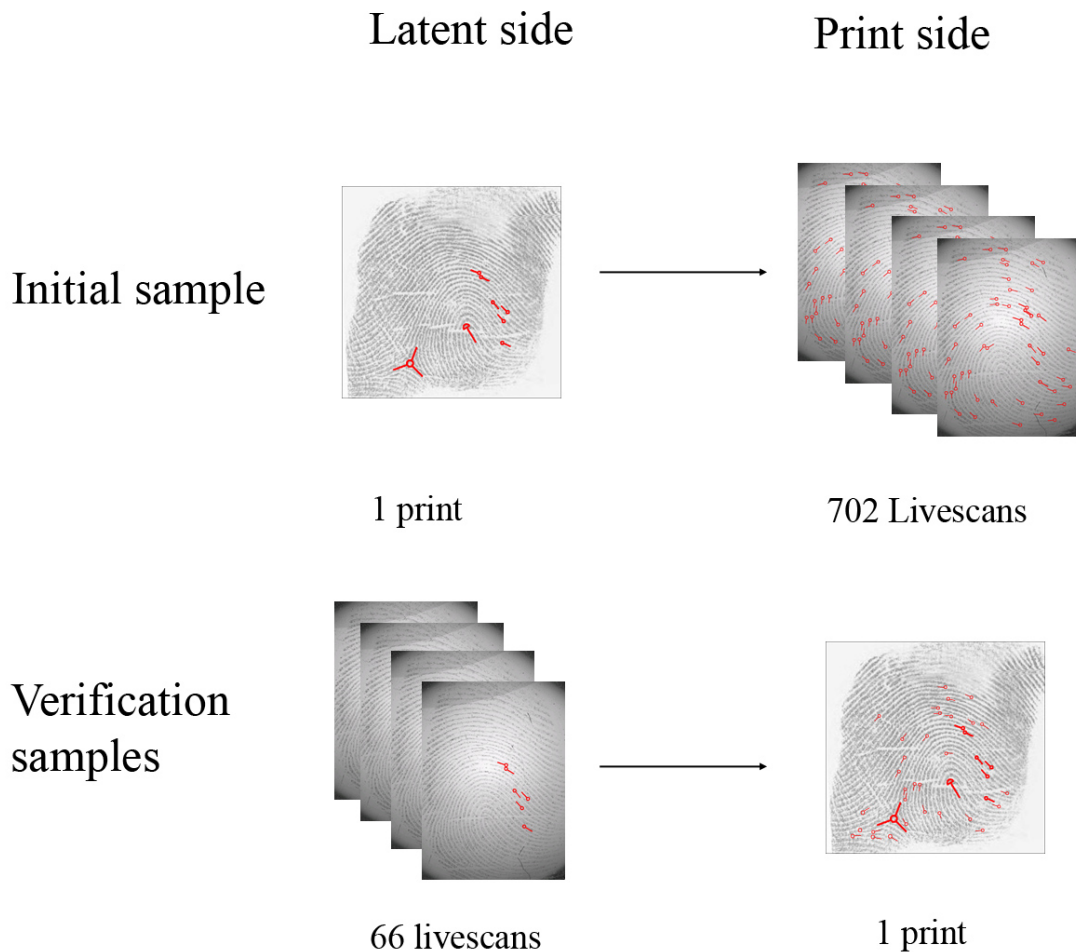 Latent side
Print side
Initial sample
1 print
702 Livescans
Verification
samples
66 livescans
1 print